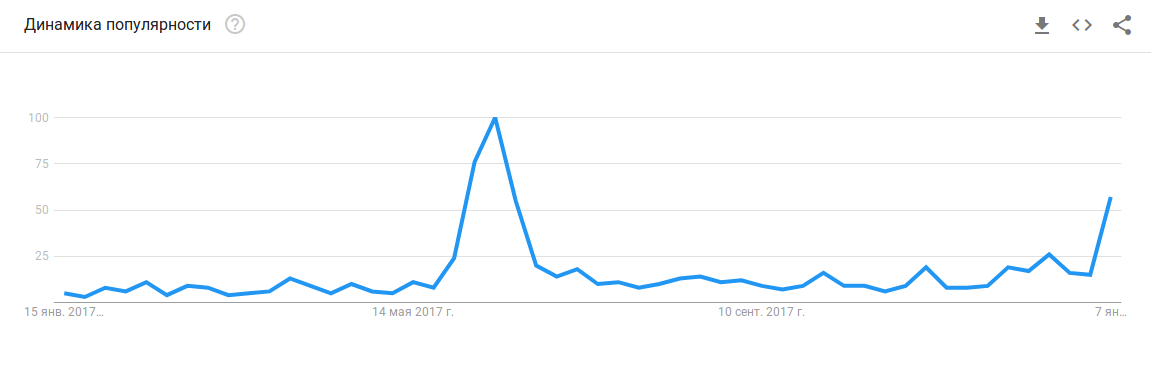 Динамика популярности ?
100
75
50
25
15 янв. 2017…
14 мая 2017 г.
10 сент. 2017 г.
7 ян…